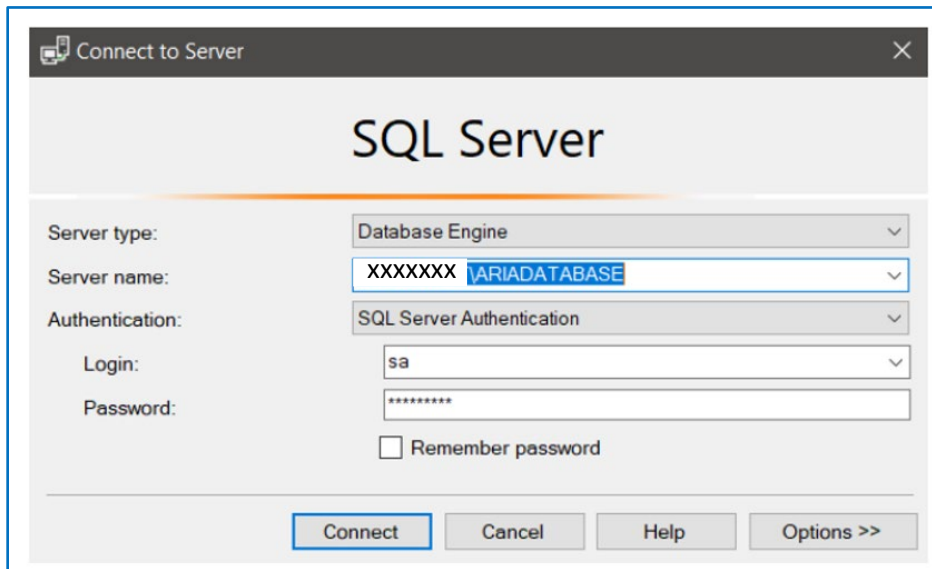 Connect to Server
SQL Server
Server type: Database Engine
Server name: XXXXXXX \ARIADATABASE
Authentication: SQL Server Authentication
Login: sa
Password: *********
Remember password
Connect Cancel Help Options >>